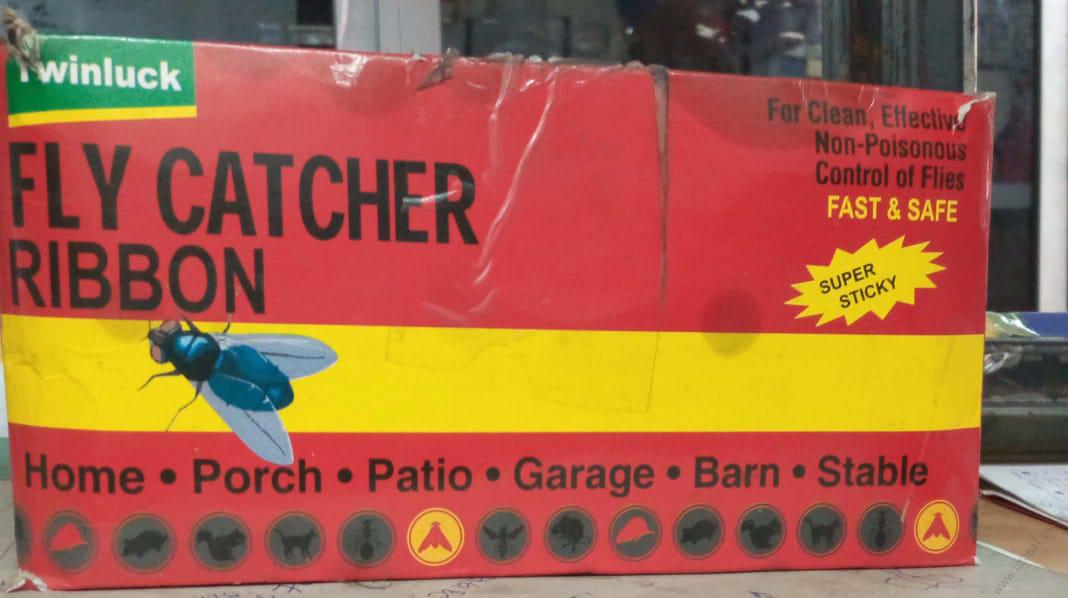 Twinluck
FLY CATCHER
RIBBON
For Clean, Effective
Non-Poisonous
Control of Flies
FAST & SAFE
SUPER
STICKY
Home • Porch • Patio • Garage • Barn • Stable